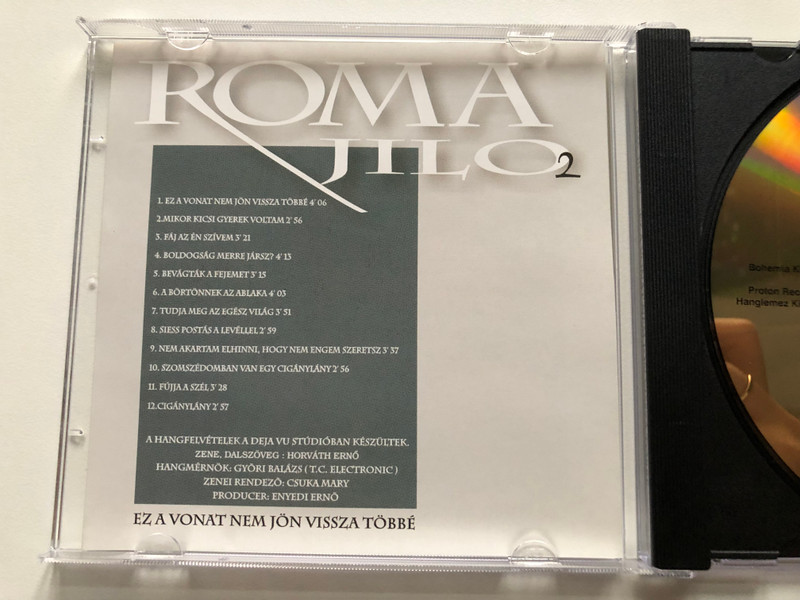 ROMA
JILO 2
1. EZ A VONAT NEM JÖN VISSZA TÖBBÉ 4' 06
2.MIKOR KICSI GYEREK VOLTAM 2' 56
3. FÁJ AZ ÉN SZÍVEM 3' 21
4. BOLDOGSÁG MERRE JÁRSZ? 4' 13
5. BEVÁGTÁK A FEJEMET 3' 15
6. A BÖRTÖNNEK AZ ABLAKA 4' 03
7. TUDJA MEG AZ EGÉSZ VILÁG 3' 51
8. SIESS POSTÁS A LEVÉLLEL 2' 59
9. NEM AKARTAM ELHINNI, HOGY NEM ENGEM SZERETSZ 3' 37
10. SZOMSZÉDOMBAN VAN EGY CIGÁNYLÁNY 2' 56
11. FÚJJA A SZÉL 3' 28
12.CIGÁNYLÁNY 2' 57
A HANGFELVÉTELEK A DEJA VU STÚDIÓBAN KÉSZÜLTEK.
ZENE, DALSZÖVEG : HORVÁTH ERNŐ
HANGMÉRNÖK: GYŐRI BALÁZS ( T.C. ELECTRONIC )
ZENEI RENDEZŐ: CSUKA MARY
PRODUCER: ENYEDI ERNŐ
EZ A VONAT NEM JÖN VISSZA TÖBBÉ
Bohemia K
Proton Rec
Hanglemez Ki